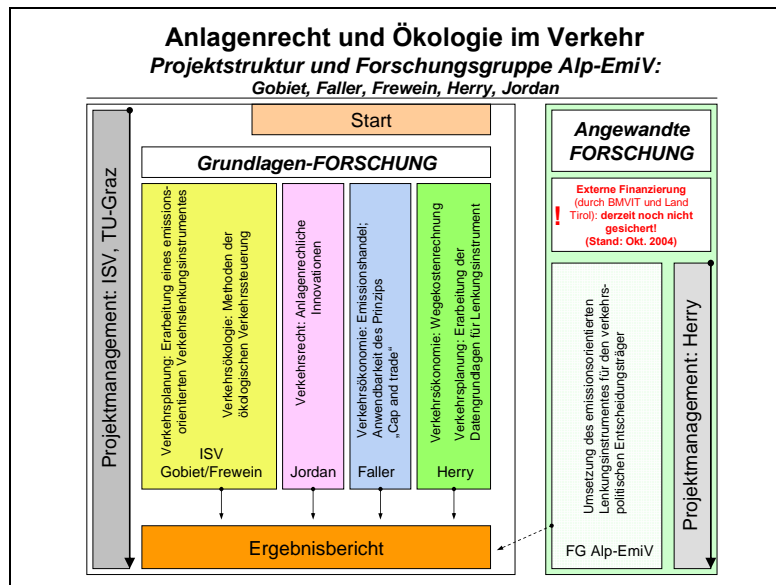 Anlagenrecht und Ökologie im Verkehr
Projektstruktur und Forschungsgruppe Alp-EmiV:
Gobiet, Faller, Frewein, Herry, Jordan
Projektmanagement: ISV, TU-Graz
Start
Grundlagen-FORSCHUNG
Verkehrsplanung: Erarbeitung eines emissions-
orientierten Verkehrslenkungsinstrumentes
Verkehrsökologie: Methoden der
ökologischen Verkehrssteuerung
ISV
Gobiet/Frewein
Verkehrsrecht: Anlagenrechliche
Innovationen
Jordan
Verkehrsökonomie: Emissionshandel;
Anwendbarkeit des Prinzips
„Cap and trade“
Faller
Verkehrsökonomie: Wegekostenrechnung
Verkehrsplanung: Erarbeitung der
Datengrundlagen für Lenkungsinstrument
Herry
Ergebnisbericht
Angewandte
FORSCHUNG
!
Externe Finanzierung
(durch BMVIT und Land
Tirol): derzeit noch nicht
gesichert!
(Stand: Okt. 2004)
Umsetzung des emissionsorientierten
Lenkungsinstrumentes für den verkehrs-
politischen Entscheidungsträger
FG Alp-EmiV
Projektmanagement: Herry